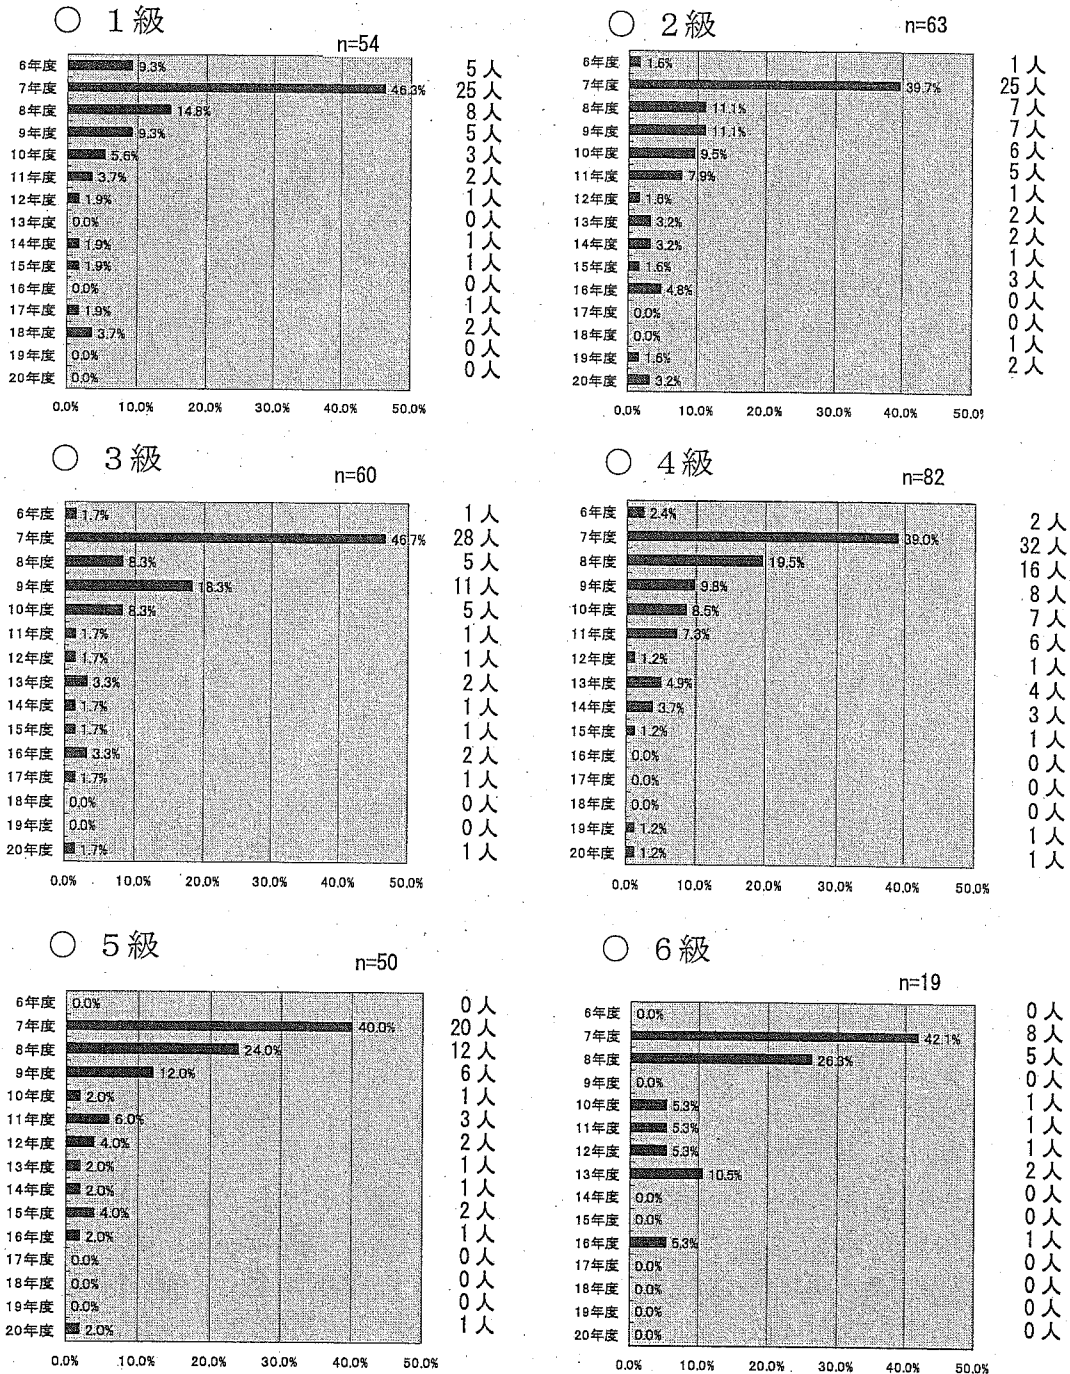 ○ 1級
n=54
6年度 9.3% 5人
7年度 46.3% 25人
8年度 14.8% 8人
9年度 9.3% 5人
10年度 5.6% 3人
11年度 3.7% 2人
12年度 1.9% 1人
13年度 0.0% 0人
14年度 1.9% 1人
15年度 1.9% 1人
16年度 0.0% 0人
17年度 1.9% 1人
18年度 3.7% 2人
19年度 0.0% 0人
20年度 0.0% 0人
0.0% 10.0% 20.0% 30.0% 40.0% 50.0%
○ 2級
n=63
6年度 1.6% 1人
7年度 39.7% 25人
8年度 11.1% 7人
9年度 11.1% 7人
10年度 9.5% 6人
11年度 7.9% 5人
12年度 1.6% 1人
13年度 3.2% 2人
14年度 3.2% 2人
15年度 1.6% 1人
16年度 4.8% 3人
17年度 0.0% 0人
18年度 0.0% 0人
19年度 1.6% 1人
20年度 3.2% 2人
0.0% 10.0% 20.0% 30.0% 40.0% 50.0%
○ 3級
n=60
6年度 1.7% 1人
7年度 46.7% 28人
8年度 8.3% 5人
9年度 18.3% 11人
10年度 8.3% 5人
11年度 1.7% 1人
12年度 1.7% 1人
13年度 3.3% 2人
14年度 1.7% 1人
15年度 1.7% 1人
16年度 3.3% 2人
17年度 1.7% 1人
18年度 0.0% 0人
19年度 0.0% 0人
20年度 1.7% 1人
0.0% 10.0% 20.0% 30.0% 40.0% 50.0%
○ 4級
n=82
6年度 2.4% 2人
7年度 39.0% 32人
8年度 19.5% 16人
9年度 9.8% 8人
10年度 8.5% 7人
11年度 7.3% 6人
12年度 1.2% 1人
13年度 4.9% 4人
14年度 3.7% 3人
15年度 1.2% 1人
16年度 0.0% 0人
17年度 0.0% 0人
18年度 0.0% 0人
19年度 1.2% 1人
20年度 1.2% 1人
0.0% 10.0% 20.0% 30.0% 40.0% 50.0%
○ 5級
n=50
6年度 0.0% 0人
7年度 40.0% 20人
8年度 24.0% 12人
9年度 12.0% 6人
10年度 2.0% 1人
11年度 6.0% 3人
12年度 4.0% 2人
13年度 2.0% 1人
14年度 2.0% 1人
15年度 4.0% 2人
16年度 2.0% 1人
17年度 0.0% 0人
18年度 0.0% 0人
19年度 0.0% 0人
20年度 2.0% 1人
0.0% 10.0% 20.0% 30.0% 40.0% 50.0%
○ 6級
n=19
6年度 0.0% 0人
7年度 42.1% 8人
8年度 26.3% 5人
9年度 0.0% 0人
10年度 5.3% 1人
11年度 5.3% 1人
12年度 5.3% 1人
13年度 10.5% 2人
14年度 0.0% 0人
15年度 0.0% 0人
16年度 5.3% 1人
17年度 0.0% 0人
18年度 0.0% 0人
19年度 0.0% 0人
20年度 0.0% 0人
0.0% 10.0% 20.0% 30.0% 40.0% 50.0%